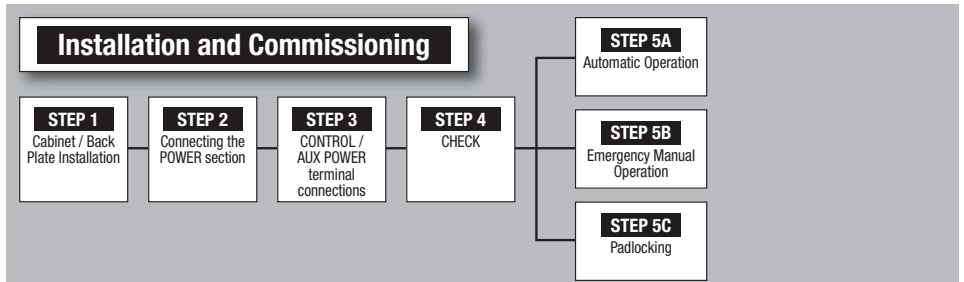 Installation and Commissioning
STEP 1
Cabinet / Back
Plate Installation
STEP 2
Connecting the
POWER section
STEP 3
CONTROL /
AUX POWER
terminal
connections
STEP 4
CHECK
STEP 5A
Automatic Operation
STEP 5B
Emergency Manual
Operation
STEP 5C
Padlocking